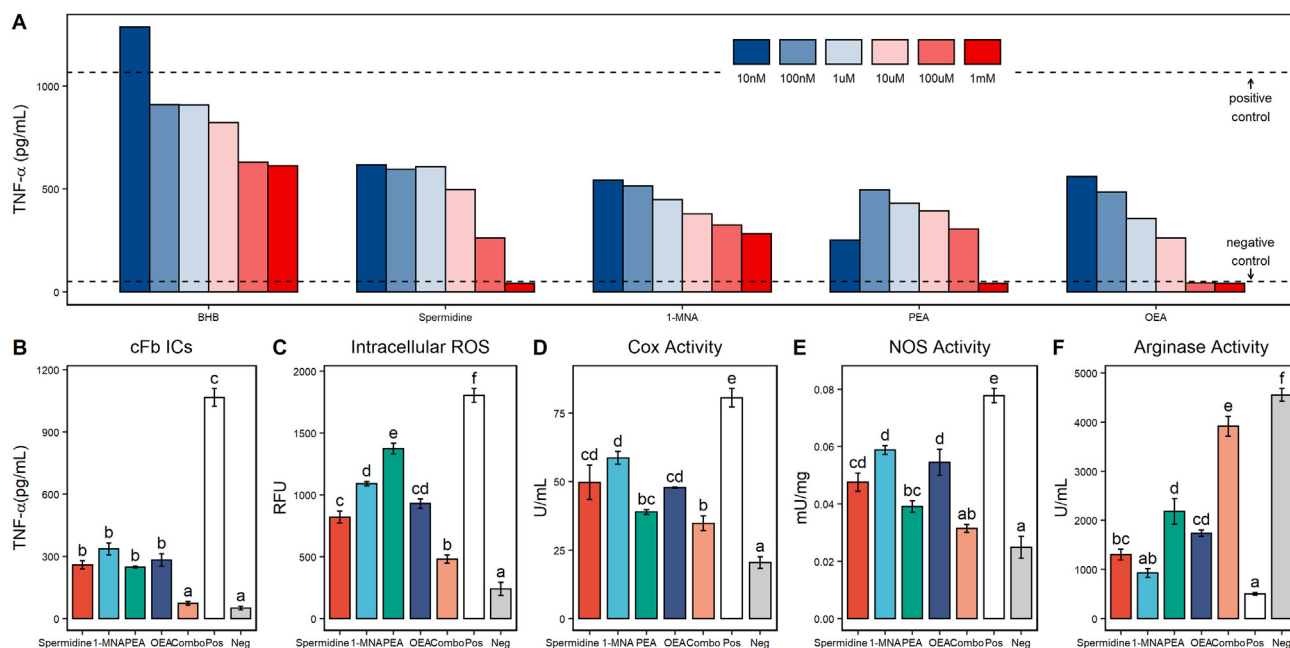 A
TNF-α (pg/mL)
1000
500
0
10nM 100nM 1uM 10uM 100uM 1mM
positive
control
negative
control
BHB Spermidine 1-MNA PEA OEA
B cFb ICs
TNF-α(pg/mL)
1200
900
600
300
0
b b b b a c a
Spermidine 1-MNA PEA OEA Combo Pos Neg
C Intracellular ROS
RFU
2000
1500
1000
500
0
c d e cd b f a
Spermidine 1-MNA PEA OEA Combo Pos Neg
D Cox Activity
U/mL
75
50
25
0
cd d bc cd b e a
Spermidine 1-MNA PEA OEA Combo Pos Neg
E NOS Activity
mU/mg
0.08
0.06
0.04
0.02
0.00
cd d bc d ab e a
Spermidine 1-MNA PEA OEA Combo Pos Neg
F Arginase Activity
U/mL
5000
4000
3000
2000
1000
0
bc ab d cd e a f
Spermidine 1-MNA PEA OEA Combo Pos Neg